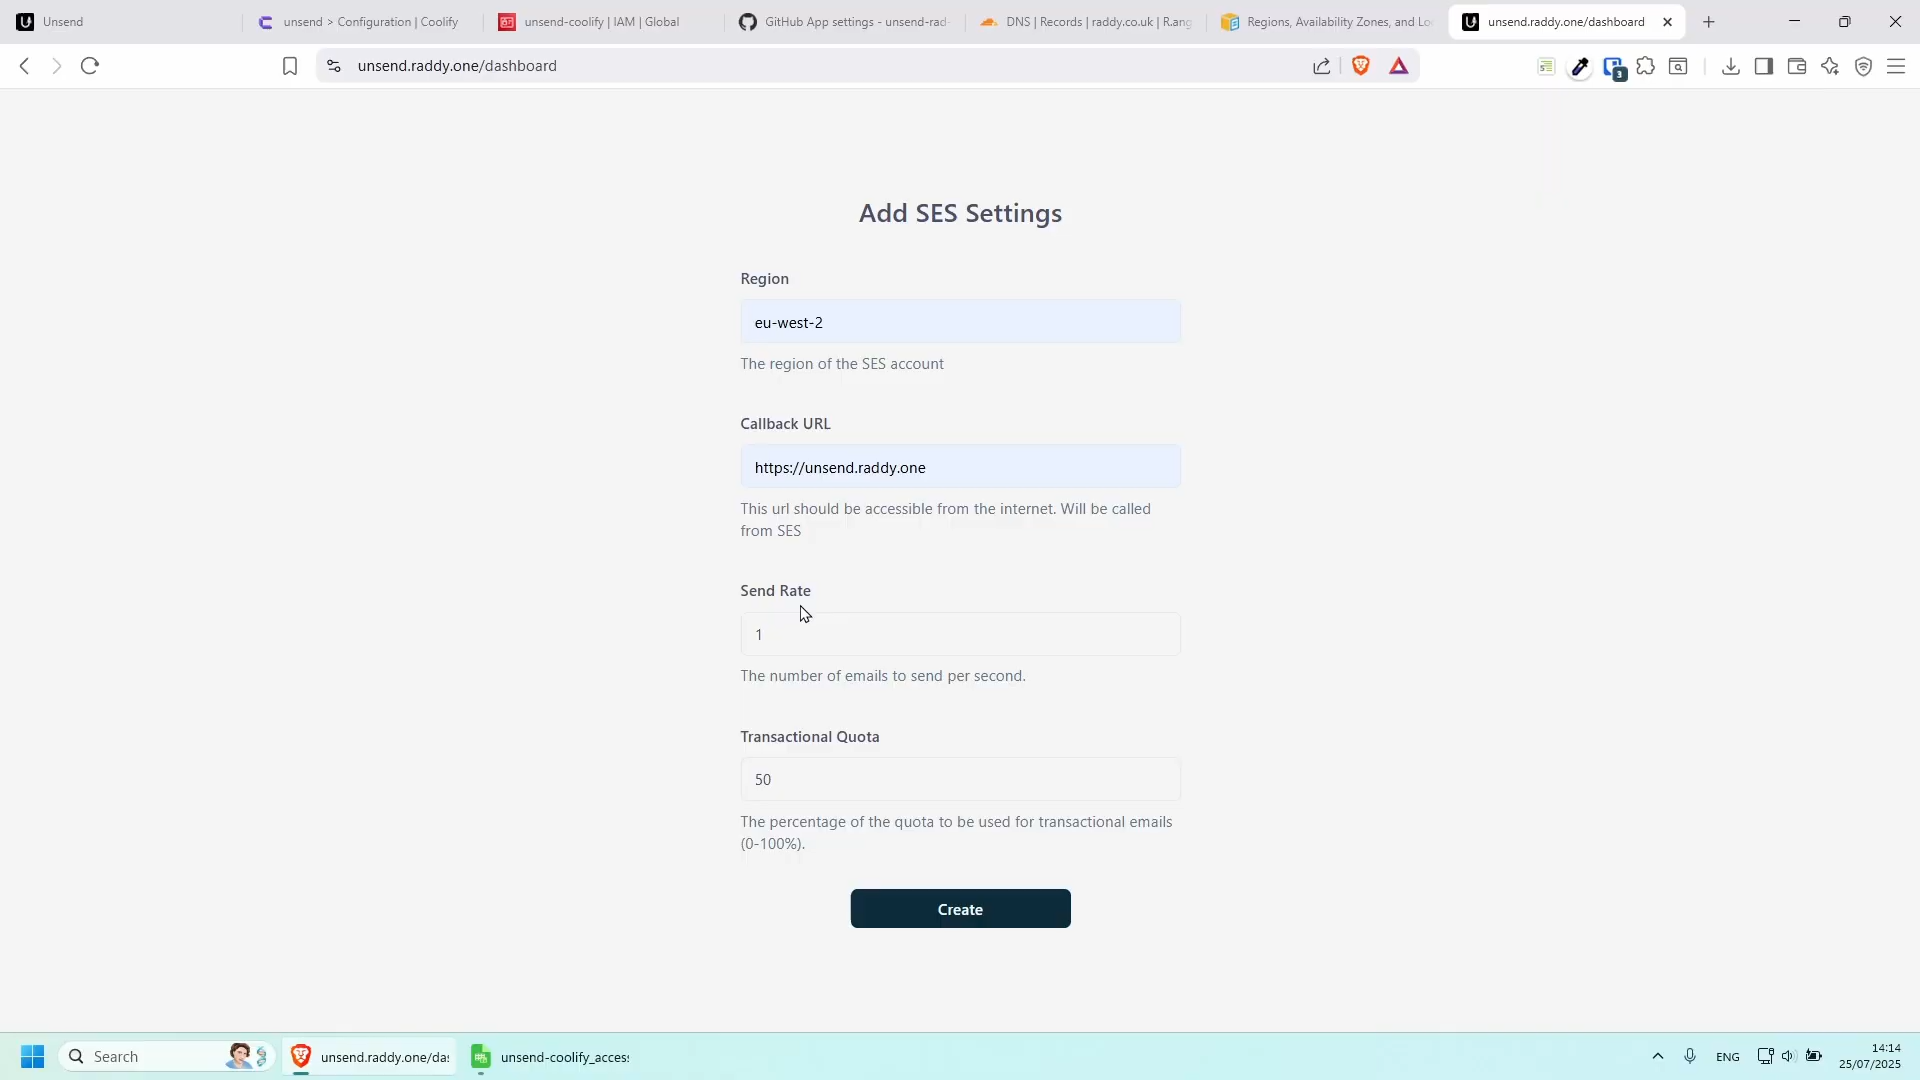 Unsend
unsend > Configuration | Coolify
unsend-coolify | IAM | Global
GitHub App settings - unsend-rad
DNS | Records | raddy.co.uk | R.ang
Regions, Availability Zones, and Lo
unsend.raddy.one/dashboard
unsend.raddy.one/dashboard
3
Add SES Settings
Region
eu-west-2
The region of the SES account
Callback URL
https://unsend.raddy.one
This url should be accessible from the internet. Will be called
from SES
Send Rate
1
The number of emails to send per second.
Transactional Quota
50
The percentage of the quota to be used for transactional emails
(0-100%).
Create
Search
unsend.raddy.one/das
unsend-coolify_access
ENG
14:14
25/07/2025